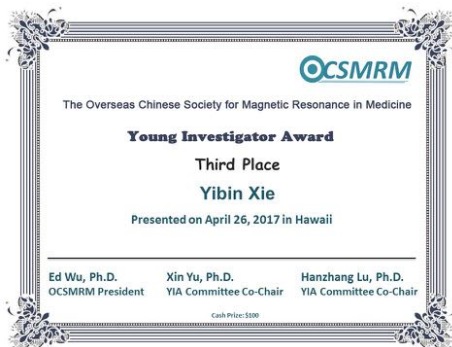 OCSMRM
The Overseas Chinese Society for Magnetic Resonance in Medicine
Young Investigator Award
Third Place
Yibin Xie
Presented on April 26, 2017 in Hawaii
Ed Wu, Ph.D. Xin Yu, Ph.D. Hanzhang Lu, Ph.D.
OCSMRM President YIA Committee Co-Chair YIA Committee Co-Chair
Cash Prize: $100